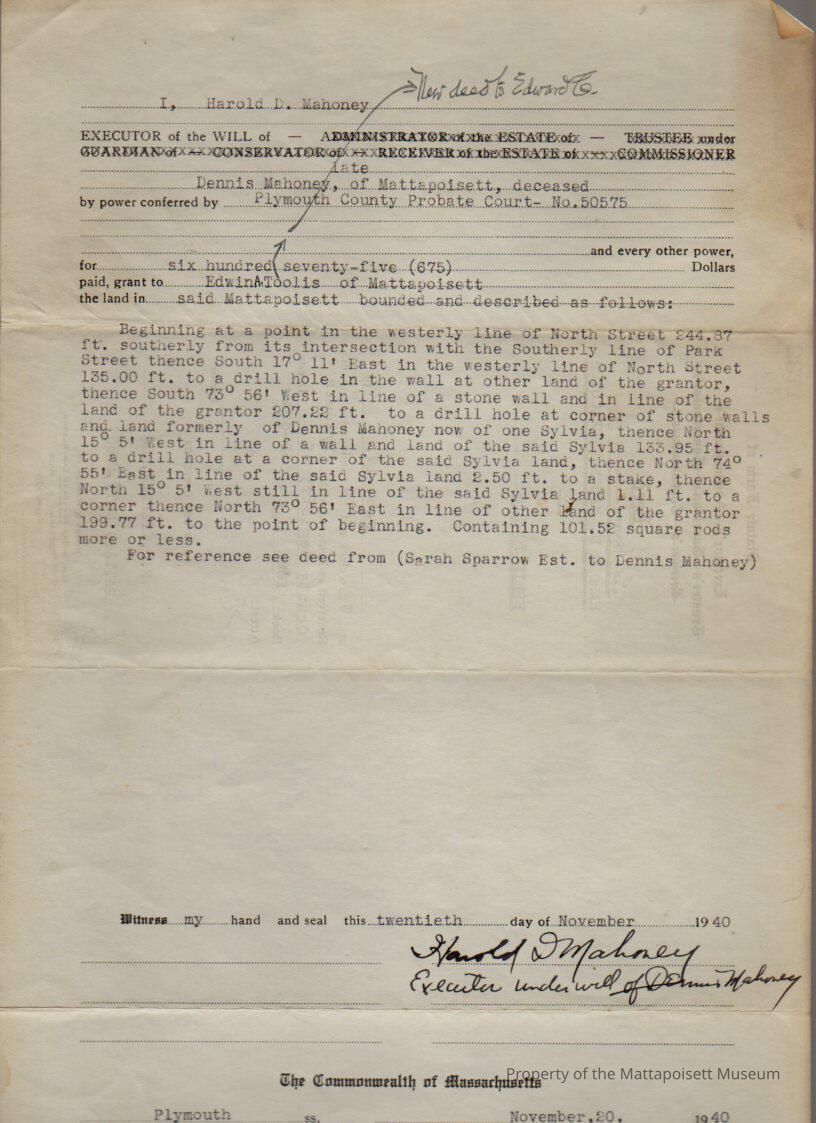 New deed to Edward Co.
I, Harold D. Mahoney
EXECUTOR of the WILL of — ADMINISTRATOR of the ESTATE of — TRUSTEE under
GUARDIAN of — CONSERVATOR of — RECEIVER of the ESTATE of — COMMISSIONER
late
Dennis Mahoney, of Mattapoisett, deceased
by power conferred by Plymouth County Probate Court- No.50575
and every other power,
for six hundred seventy-five (675) Dollars
paid, grant to EdwinA.Toolis of Mattapoisett
the land in said Mattapoisett bounded and described as follows:
Beginning at a point in the westerly line of North Street 244.87
ft. southerly from its intersection with the Southerly line of Park
Street thence South 17° 11' East in the westerly line of North Street
135.00 ft. to a drill hole in the wall at other land of the grantor,
thence South 73° 56' West in line of a stone wall and in line of the
land of the grantor 207.22 ft. to a drill hole at corner of stone walls
and land formerly of Dennis Mahoney now of one Sylvia, thence North
15° 5' West in line of a wall and land of the said Sylvia 133.95 ft.
to a drill hole at a corner of the said Sylvia land, thence North 74°
55' East in line of the said Sylvia land 2.50 ft. to a stake, thence
North 15° 5' West still in line of the said Sylvia land 1.11 ft. to a
corner thence North 73° 56' East in line of other land of the grantor
199.77 ft. to the point of beginning. Containing 101.52 square rods
more or less.
For reference see deed from (Sarah Sparrow Est. to Dennis Mahoney)
Witness my hand and seal this twentieth day of November 1940
Harold D Mahoney
Executor under will of Dennis Mahoney
The Commonwealth of Massachusetts
Property of the Mattapoisett Museum
Plymouth ss. November.20. 1940